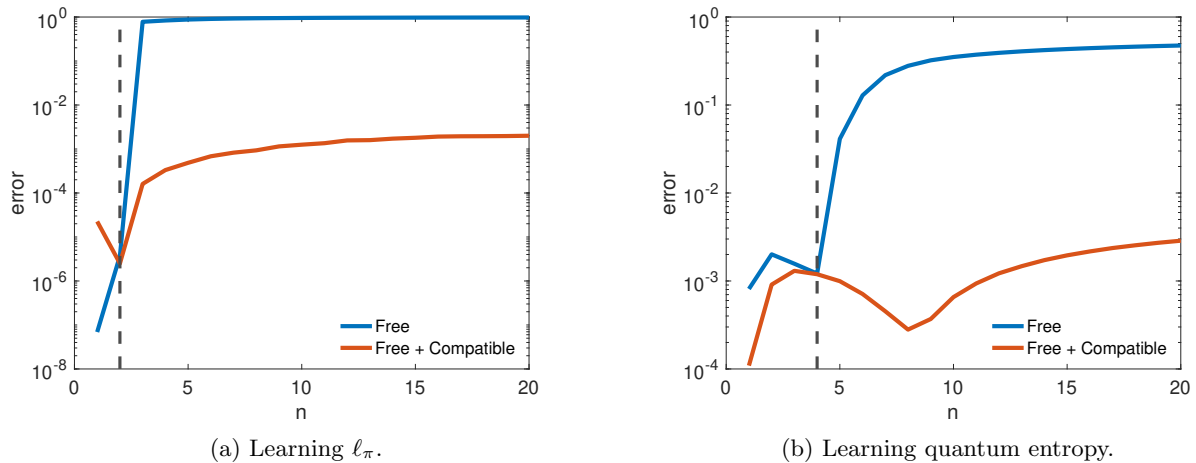 10^0
10^-2
10^-4
10^-6
10^-8
error
0
5
10
15
20
n
Free
Free + Compatible
(a) Learning ℓ_π.
10^0
10^-1
10^-2
10^-3
10^-4
error
0
5
10
15
20
n
Free
Free + Compatible
(b) Learning quantum entropy.